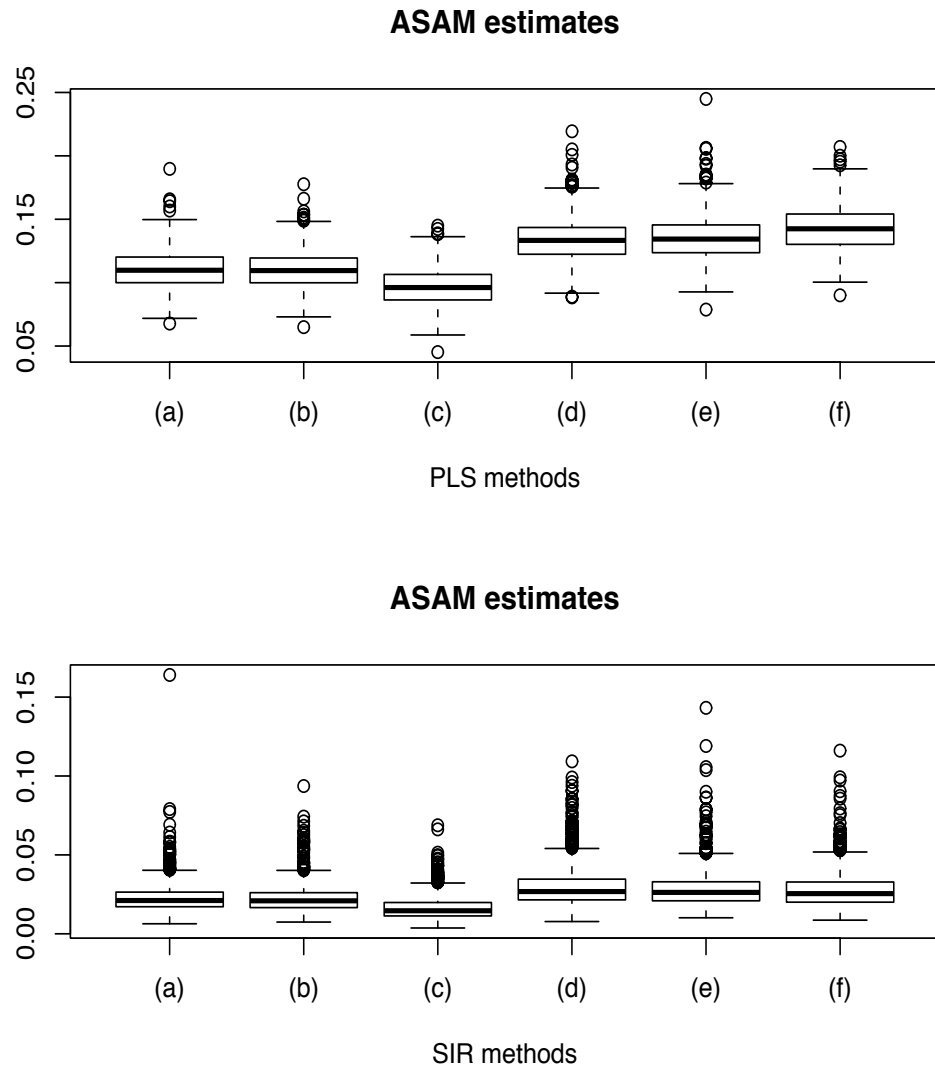 ASAM estimates
0.25
0.15
0.05
(a) (b) (c) (d) (e) (f)
PLS methods
ASAM estimates
0.15
0.10
0.05
0.00
(a) (b) (c) (d) (e) (f)
SIR methods